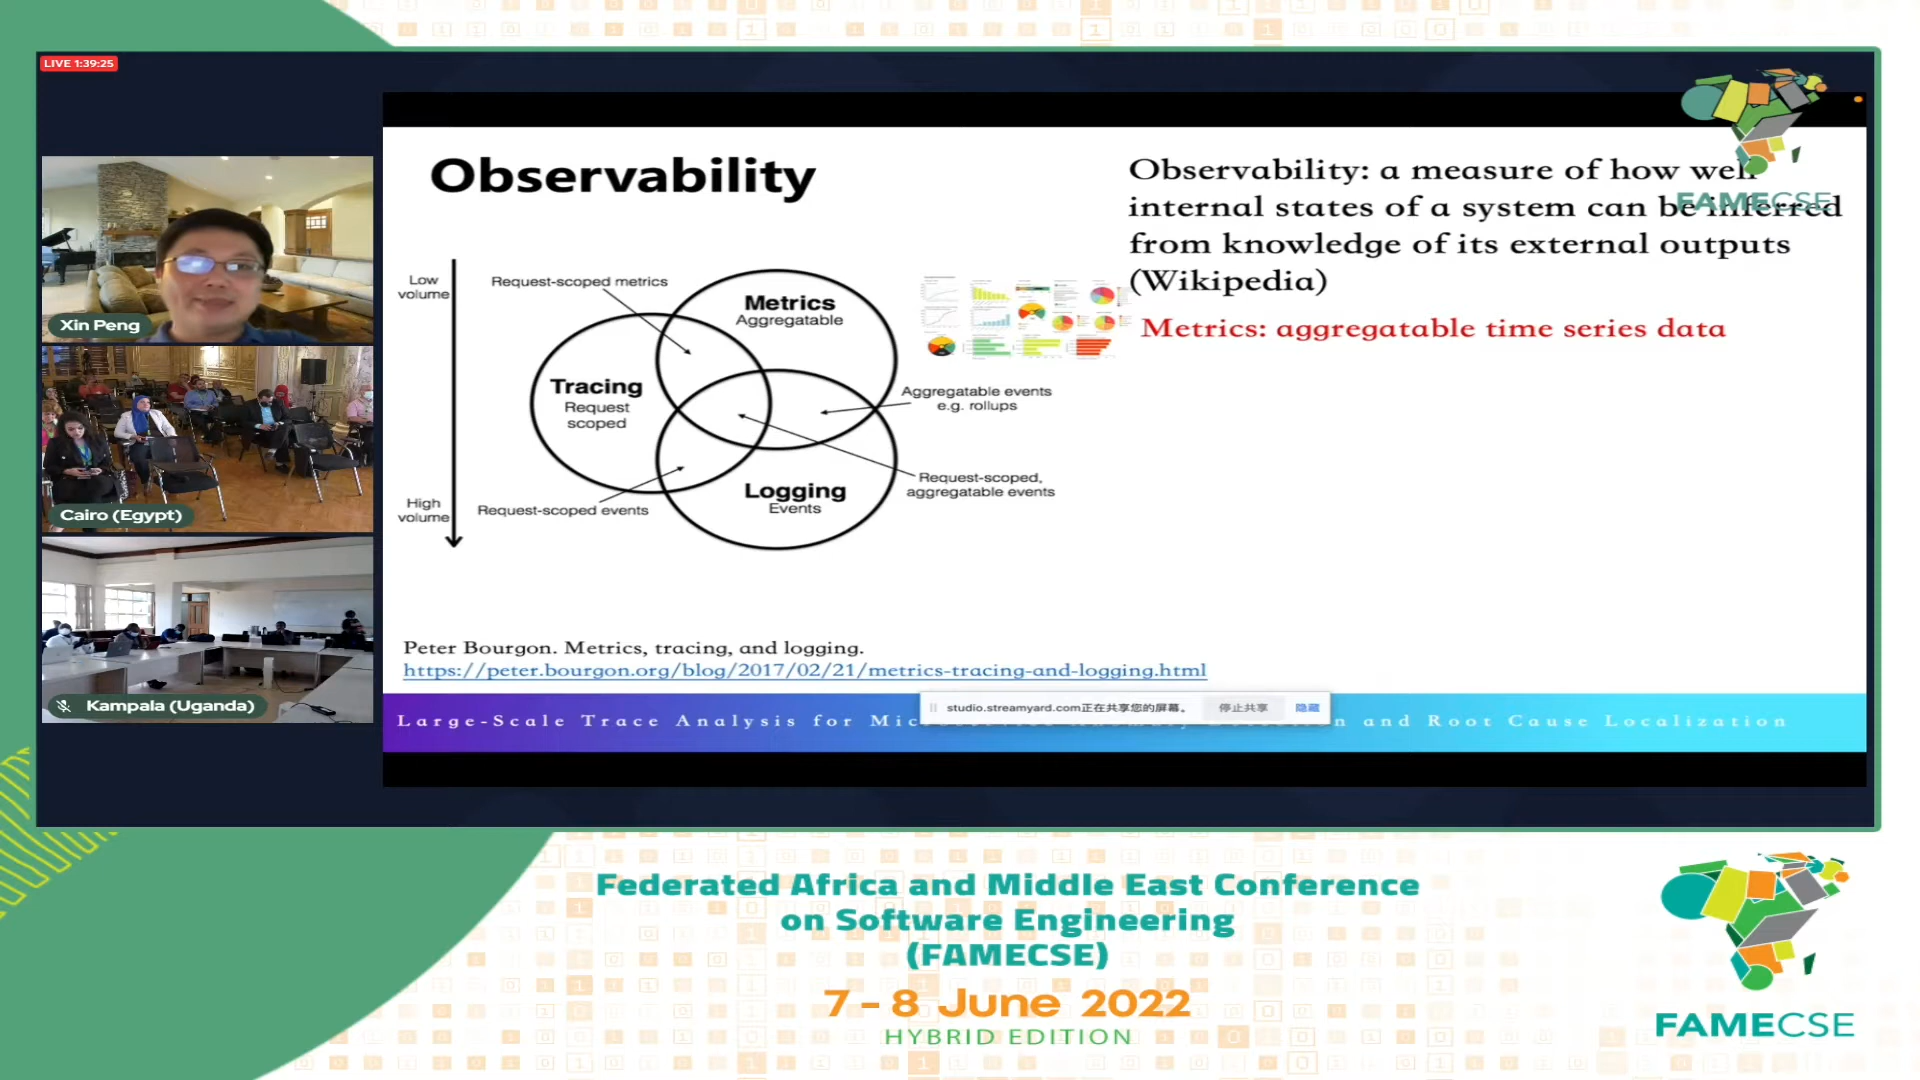 LIVE 1:39:25
Xin Peng
Cairo (Egypt)
Kampala (Uganda)
Observability
Low
volume
High
volume
Request-scoped metrics
Metrics
Aggregatable
Tracing
Request
scoped
Aggregatable events
e.g. rollups
Request-scoped,
aggregatable events
Logging
Events
Request-scoped events
Observability: a measure of how well
internal states of a system can be inferred
from knowledge of its external outputs
(Wikipedia)
Metrics: aggregatable time series data
FAMECSE
Peter Bourgon. Metrics, tracing, and logging.
https://peter.bourgon.org/blog/2017/02/21/metrics-tracing-and-logging.html
studio.streamyard.com正在共享您的屏幕。 停止共享 隐藏
Large-Scale Trace Analysis for and Root Cause Localization
Federated Africa and Middle East Conference
on Software Engineering
(FAMECSE)
7 - 8 June 2022
HYBRID EDITION
FAMECSE